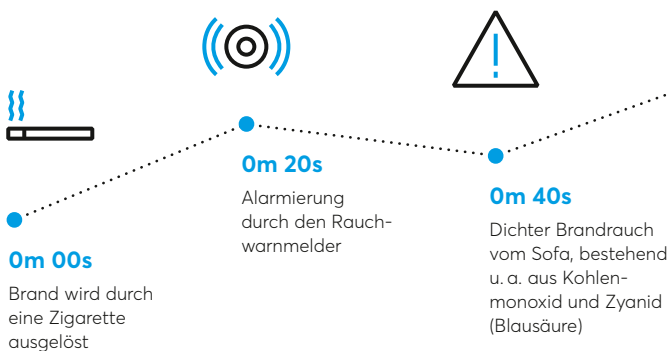 0m 00s
Brand wird durch
eine Zigarette
ausgelöst
0m 20s
Alarmierung
durch den Rauch-
warnmelder
0m 40s
Dichter Brandrauch
vom Sofa, bestehend
u. a. aus Kohlen-
monoxid und Zyanid
(Blausäure)